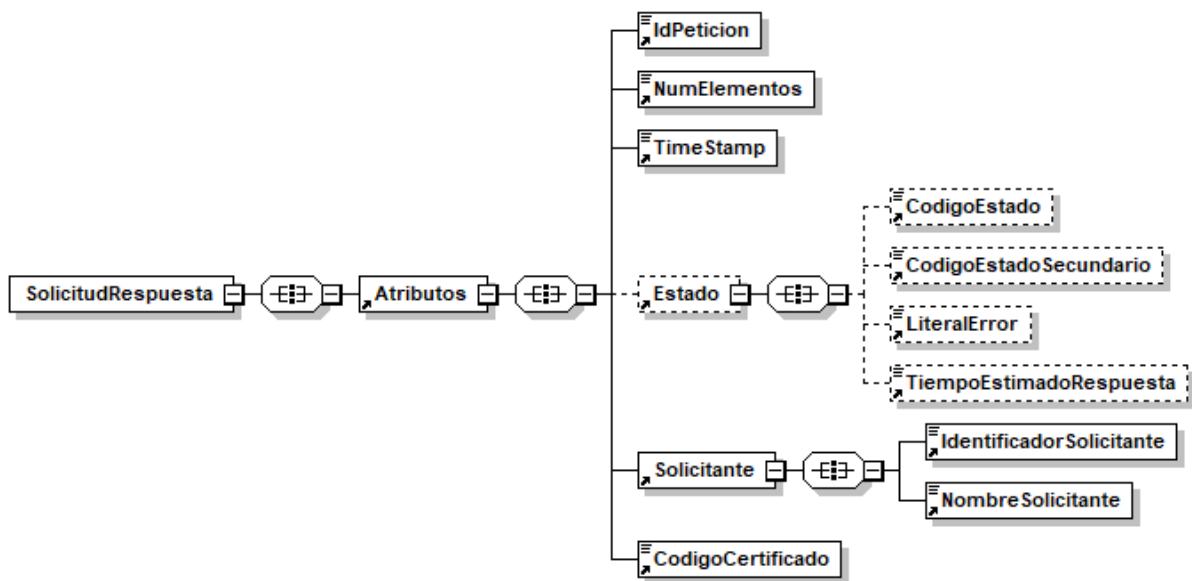 IdPeticion
NumElementos
TimeStamp
CodigoEstado
CodigoEstadoSecundario
SolicitudRespuesta
Atributos
Estado
LiteralError
TiempoEstimadoRespuesta
IdentificadorSolicitante
Solicitante
NombreSolicitante
CodigoCertificado